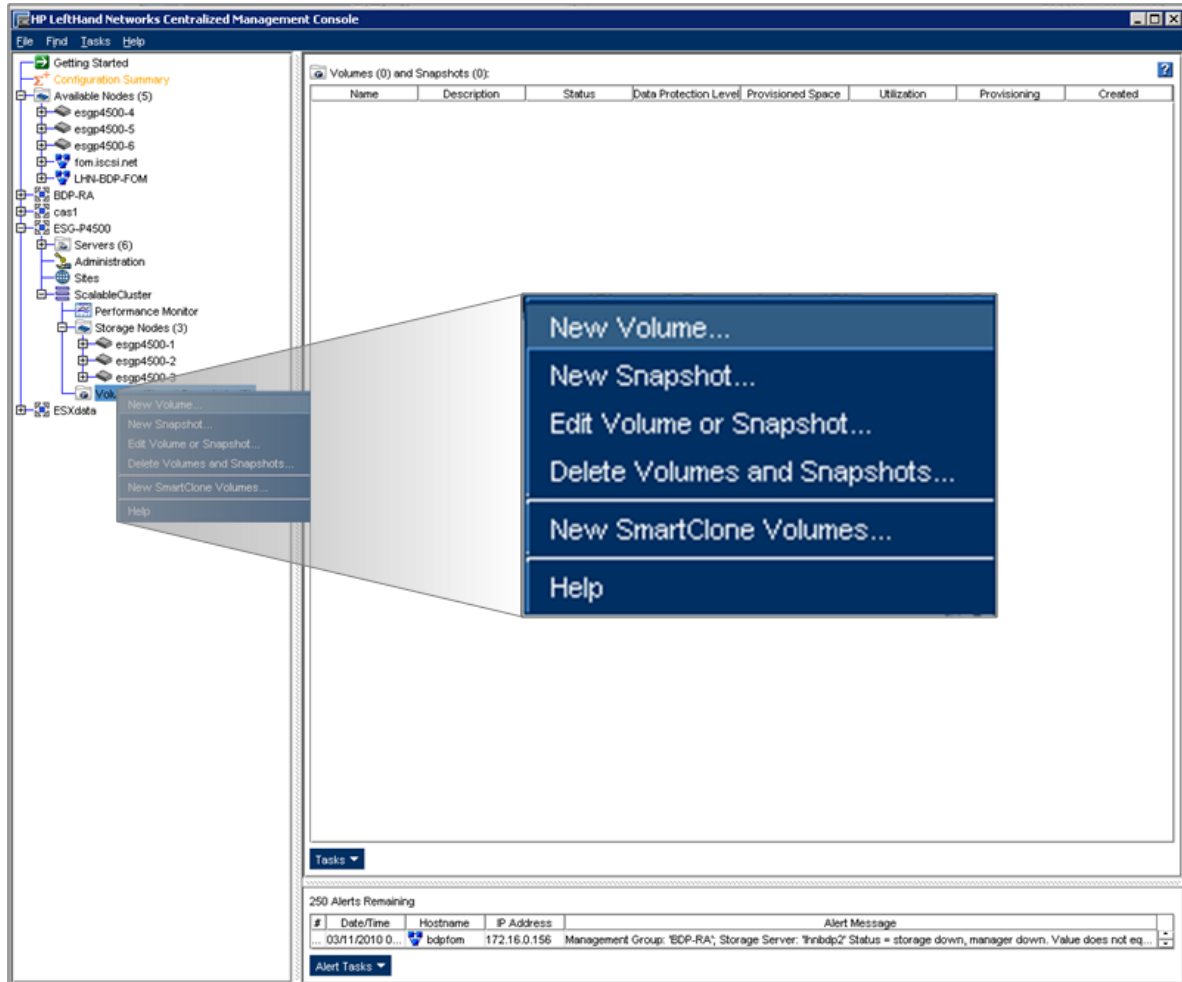 HP LeftHand Networks Centralized Management Console
File Find Tasks Help
Getting Started
Configuration Summary
Available Nodes (5)
esgp4500-4
esgp4500-5
esgp4500-6
fom.iscsi.net
LHN-BDP-FOM
BDP-RA
cas1
ESG-P4500
Servers (6)
Administration
Sites
ScalableCluster
Performance Monitor
Storage Nodes (3)
esgp4500-1
esgp4500-2
esgp4500-3
ESXdata
New Volume...
New Snapshot...
Edit Volume or Snapshot...
Delete Volumes and Snapshots...
New SmartClone Volumes...
Help
Volumes (0) and Snapshots (0):
Name Description Status Data Protection Level Provisioned Space Utilization Provisioning Created
New Volume...
New Snapshot...
Edit Volume or Snapshot...
Delete Volumes and Snapshots...
New SmartClone Volumes...
Help
Tasks
250 Alerts Remaining
# Date/Time Hostname IP Address Alert Message
... 03/11/2010 0... bdpfom 172.16.0.156 Management Group: 'BDP-RA'; Storage Server: 'lhnbdp2' Status = storage down, manager down. Value does not eq...
Alert Tasks